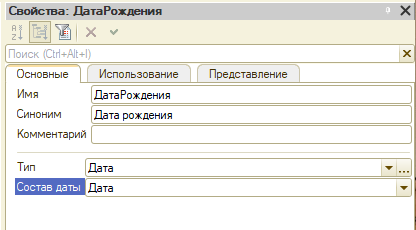 Свойства: ДатаРождения
Поиск (Ctrl+Alt+I)
Основные Использование Представление
Имя ДатаРождения
Синоним Дата рождения
Комментарий
Тип Дата ...
Состав даты Дата